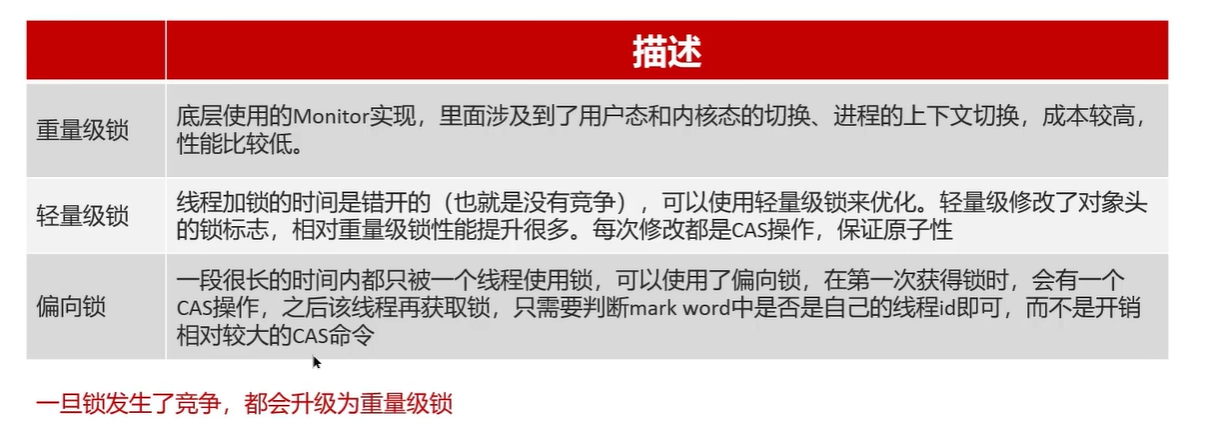 描述
重量级锁
底层使用的Monitor实现，里面涉及到了用户态和内核态的切换、进程的上下文切换，成本较高，
性能比较低。
轻量级锁
线程加锁的时间是错开的（也就是没有竞争），可以使用轻量级锁来优化。轻量级修改了对象头
的锁标志，相对重量级锁性能提升很多。每次修改都是CAS操作，保证原子性
偏向锁
一段很长的时间内都只被一个线程使用锁，可以使用了偏向锁，在第一次获得锁时，会有一个
CAS操作，之后该线程再获取锁，只需要判断mark word中是否是自己的线程id即可，而不是开销
相对较大的CAS命令
一旦锁发生了竞争，都会升级为重量级锁